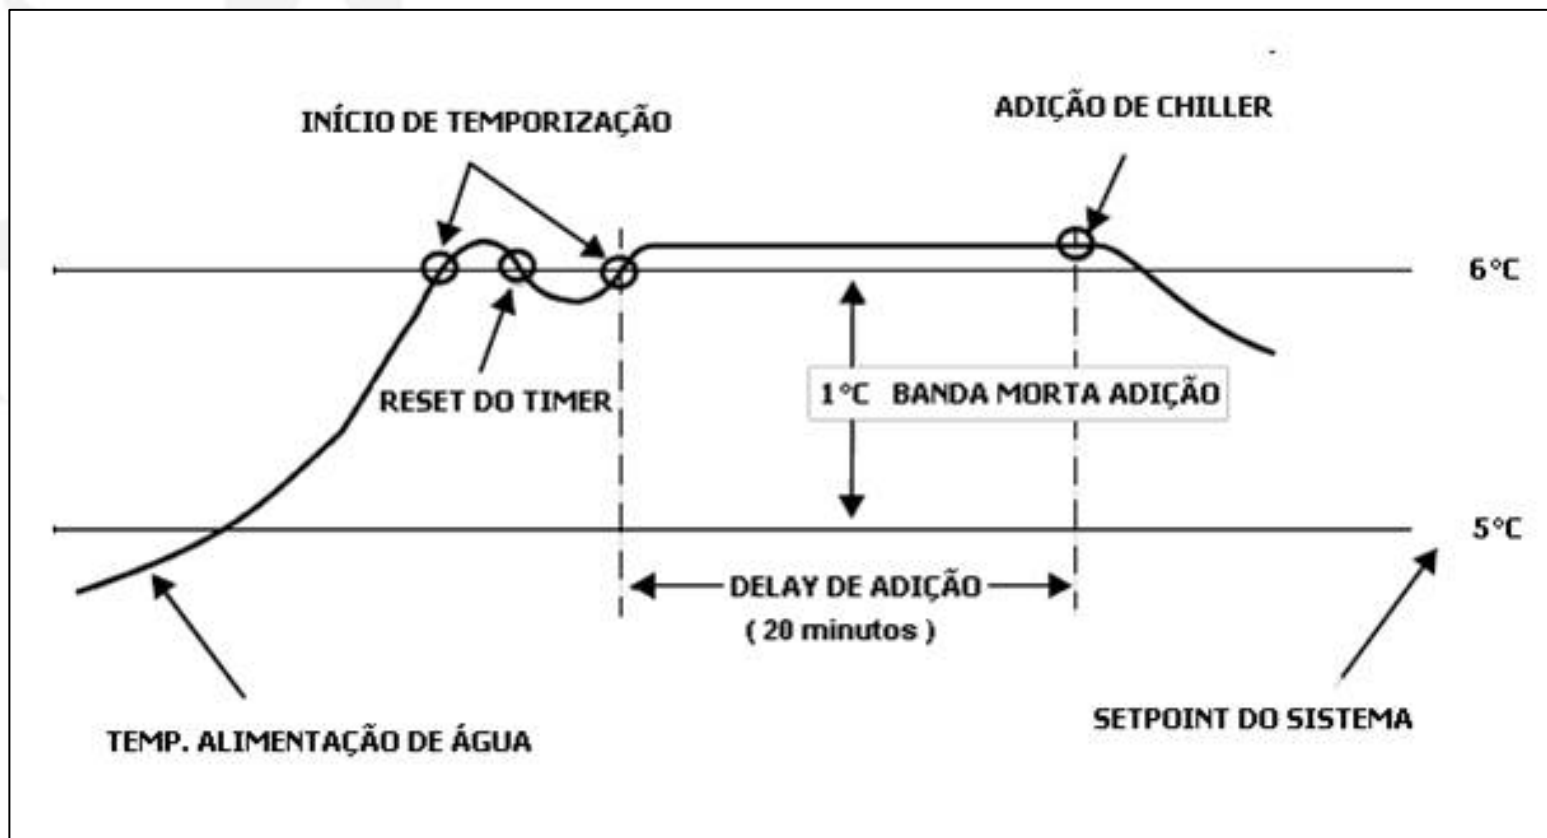 ADIÇÃO DE CHILLER
INÍCIO DE TEMPORIZAÇÃO
6°C
RESET DO TIMER
1°C BANDA MORTA ADIÇÃO
5°C
DELAY DE ADIÇÃO
( 20 minutos )
SETPOINT DO SISTEMA
TEMP. ALIMENTAÇÃO DE ÁGUA